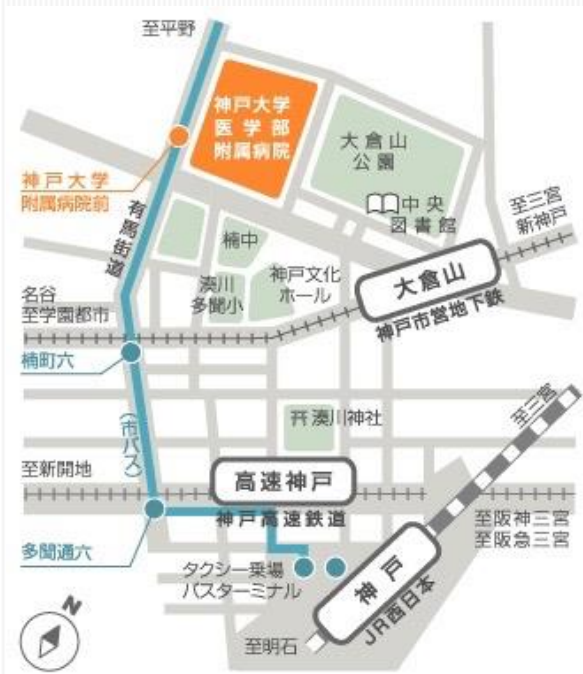 至平野
神戸大学
医学部
附属病院
大倉山
公園
神戸大学
附属病院前
有馬街道
中央
図書館
至三宮
新神戸
楠中
湊川
多聞小
神戸文化
ホール
大倉山
神戸市営地下鉄
名谷
至学園都市
楠町六
(市バス)
湊川神社
至三宮
至新開地
高速神戸
神戸高速鉄道
至阪神三宮
至阪急三宮
多聞通六
タクシー乗場
バスターミナル
神戸
JR西日本
至明石
N